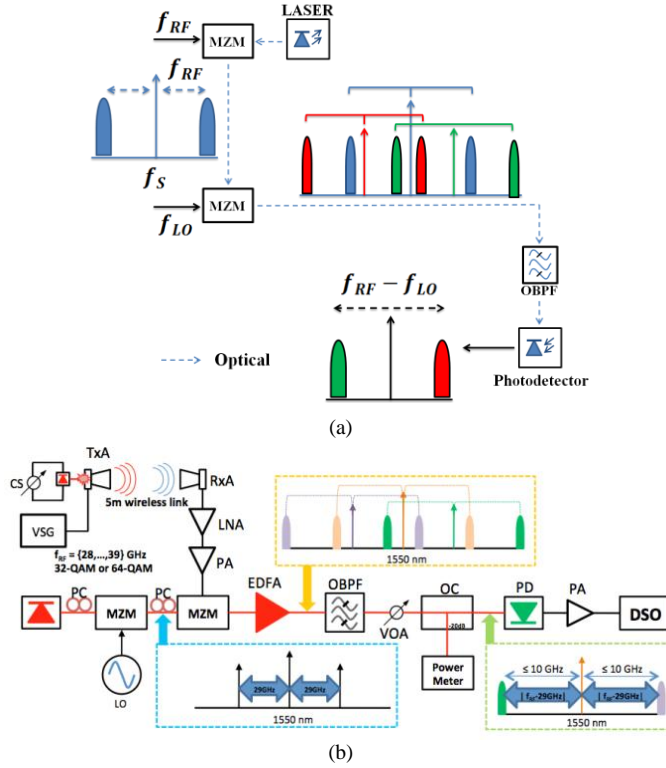 LASER
f_RF
MZM
f_RF
f_S
f_LO
MZM
OBPF
f_RF − f_LO
Optical
Photodetector
(a)
TxA
RxA
CS
5m wireless link
VSG
LNA
f_RF = {28,...,39} GHz
32-QAM or 64-QAM
PA
1550 nm
PC
PC
EDFA
OBPF
OC
PD
PA
MZM
MZM
-20dB
DSO
VOA
LO
Power
Meter
29GHz
29GHz
1550 nm
≤ 10 GHz
≤ 10 GHz
| f_RF-29GHz|
| f_RF-29GHz|
1550 nm
(b)